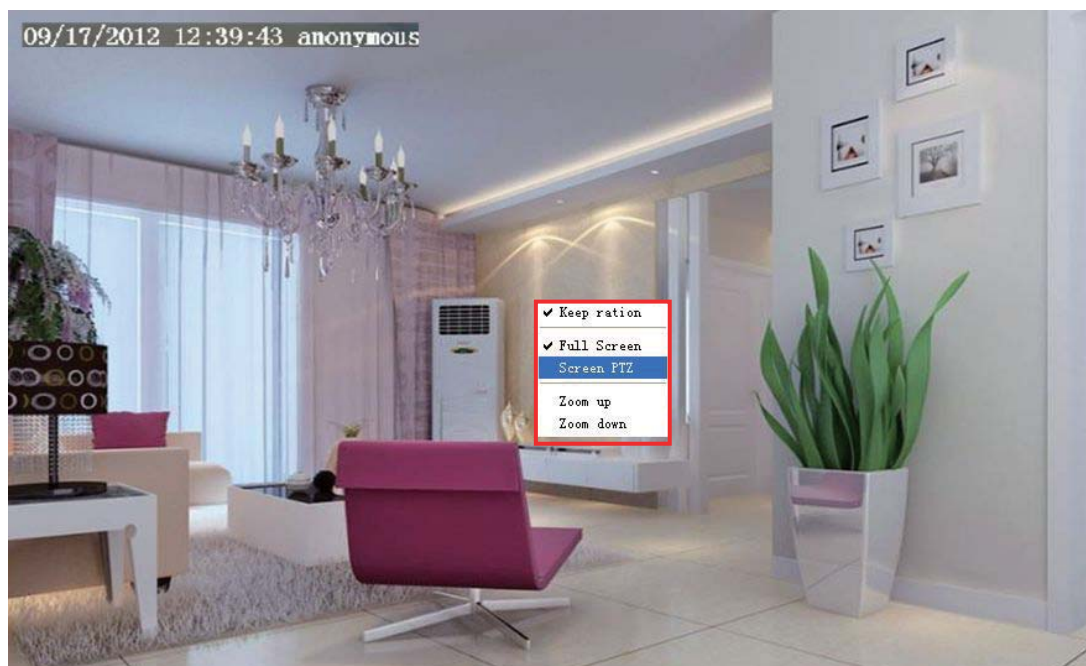 09/17/2012 12:39:43 anonymous
Keep ration
Full Screen
Screen PTZ
Zoom up
Zoom down